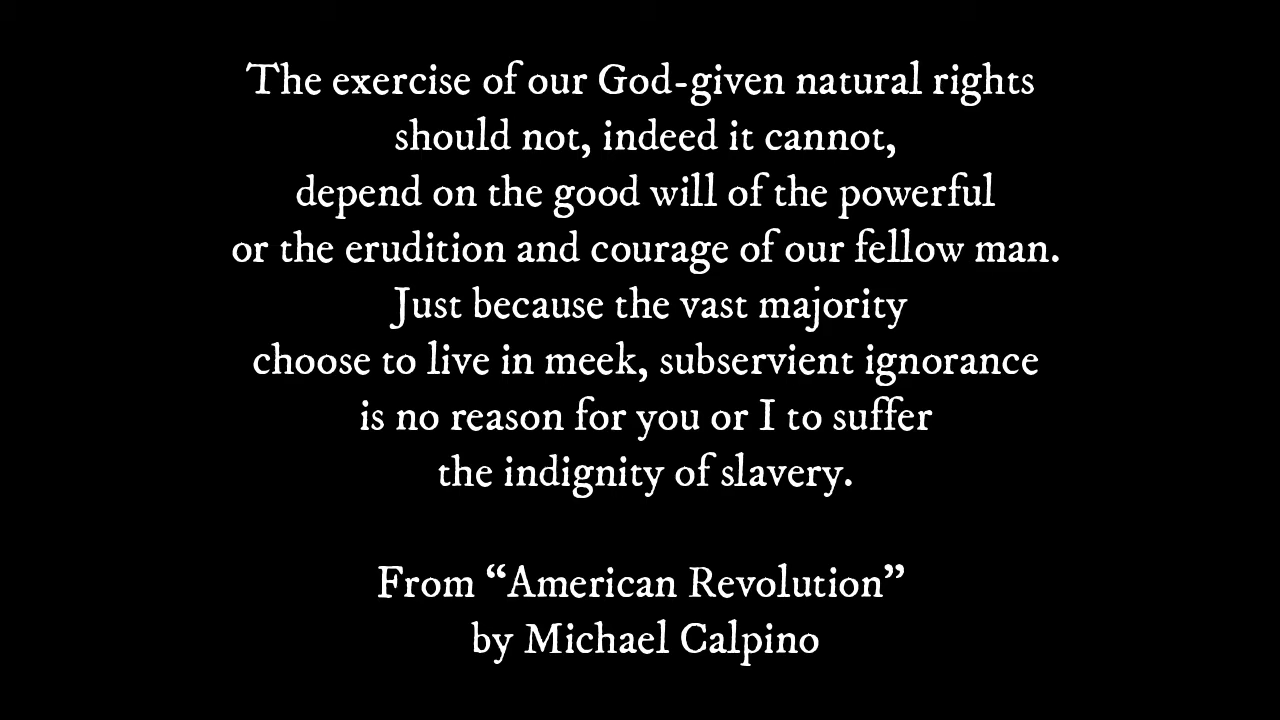 The exercise of our God-given natural rights
should not, indeed it cannot,
depend on the good will of the powerful
or the erudition and courage of our fellow man.
Just because the vast majority
choose to live in meek, subservient ignorance
is no reason for you or I to suffer
the indignity of slavery.
From “American Revolution”
by Michael Calpino